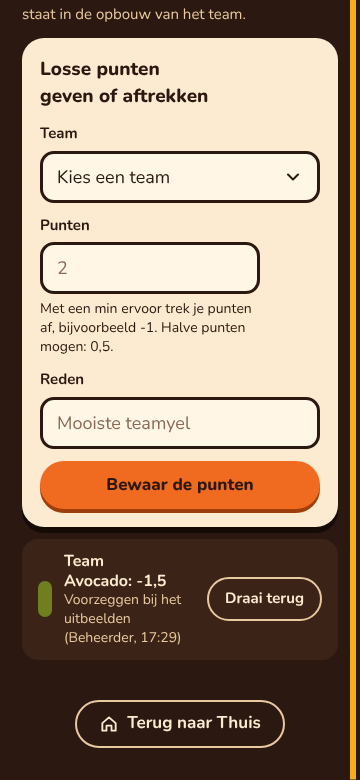 staat in de opbouw van het team.
Losse punten
geven of aftrekken
Team
Kies een team
Punten
2
Met een min ervoor trek je punten
af, bijvoorbeeld -1. Halve punten
mogen: 0,5.
Reden
Mooiste teamyel
Bewaar de punten
Team
Avocado: -1,5
Voorzeggen bij het
uitbeelden
(Beheerder, 17:29)
Draai terug
Terug naar Thuis